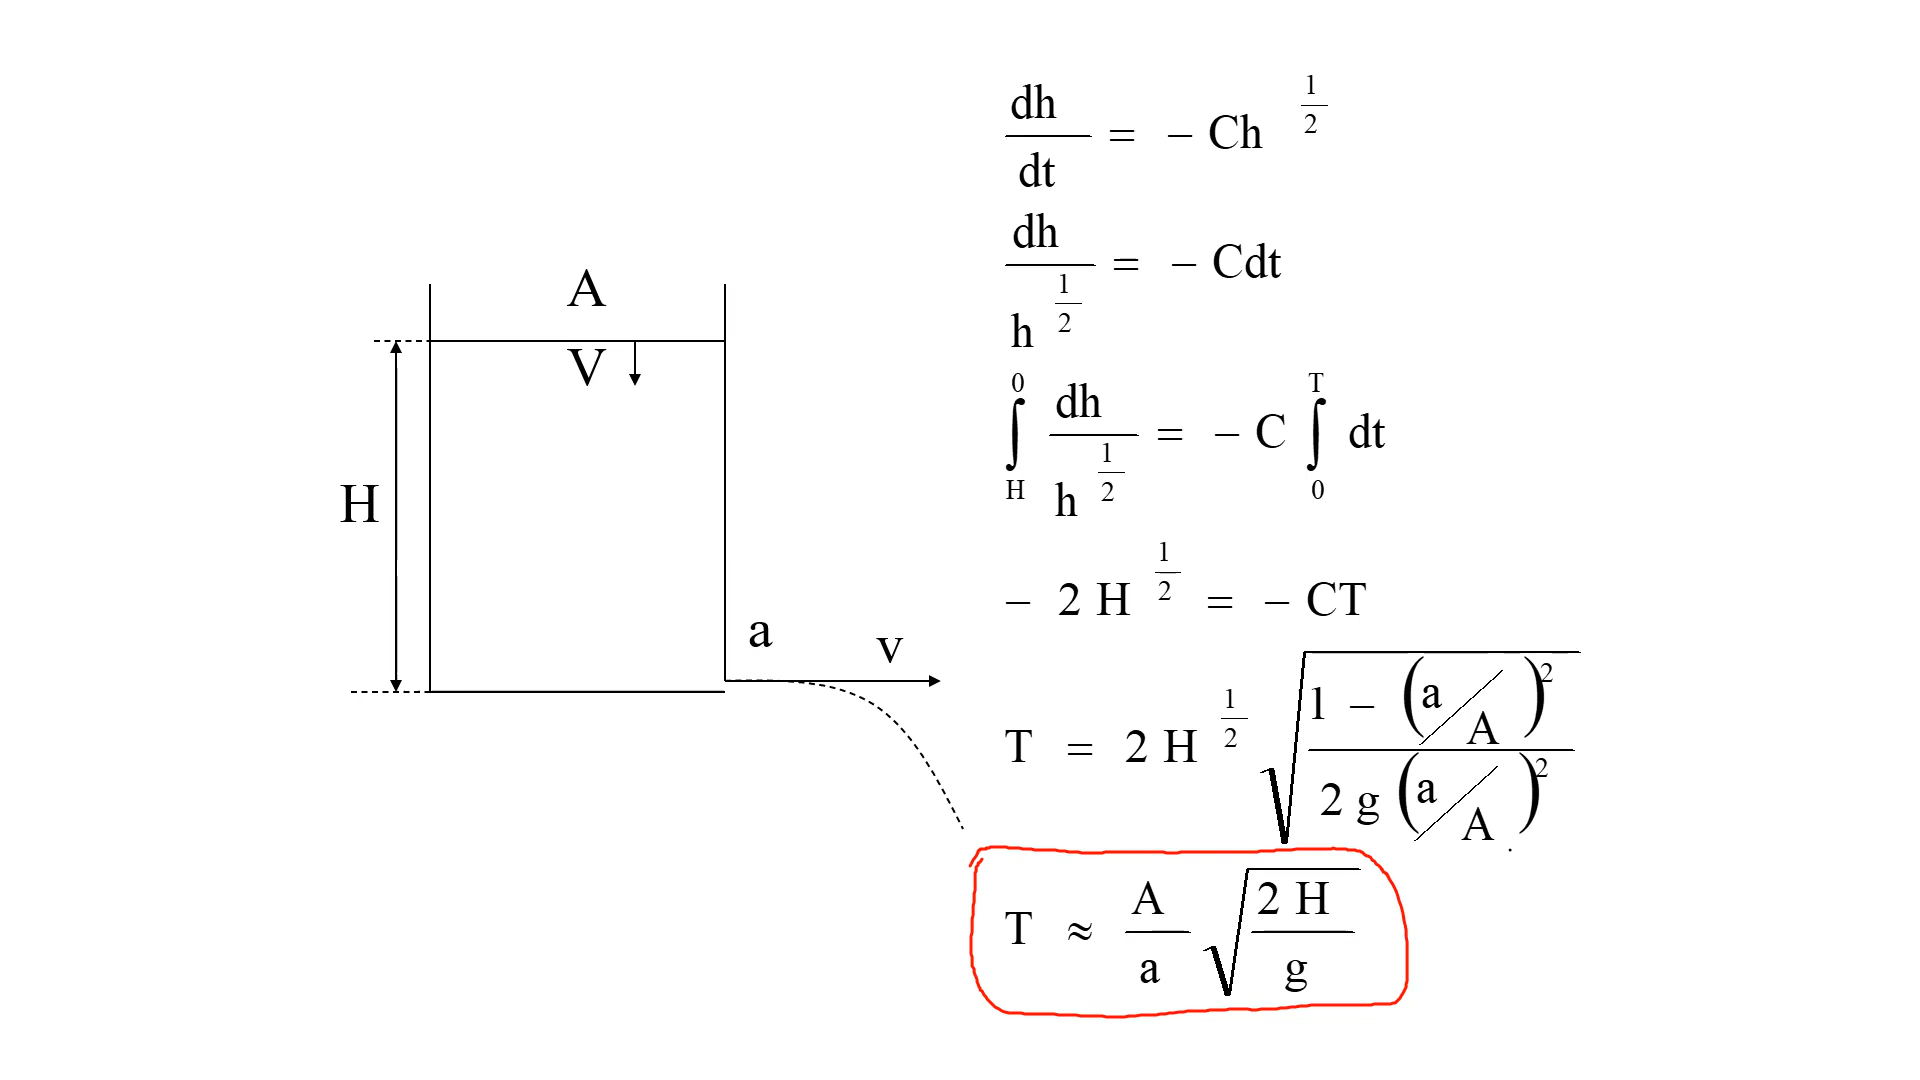 A
V
H
a
v
dh/dt = − Ch^(1/2)
dh/h^(1/2) = − Cdt
∫_H^0 dh/h^(1/2) = − C ∫_0^T dt
− 2 H^(1/2) = − CT
T = 2 H^(1/2) √((1 − (a/A)^2)/(2 g (a/A)^2))
T ≈ A/a √(2 H/g)